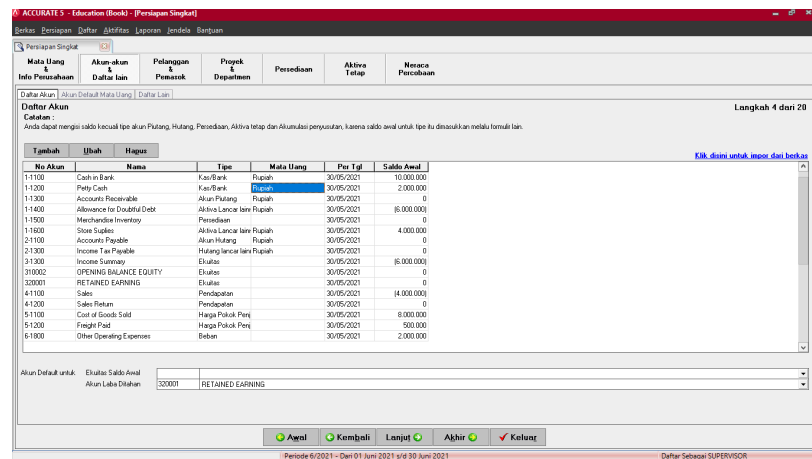 ACCURATE 5 - Education (Book) - [Persiapan Singkat]
Berkas Persiapan Daftar Aktifitas Laporan Jendela Bantuan
Persiapan Singkat
Mata Uang & Info Perusahaan
Akun-akun & Daftar lain
Pelanggan & Pemasok
Proyek & Departmen
Persediaan
Aktiva Tetap
Neraca Percobaan
Daftar Akun Akun Default Mata Uang Daftar Lain
Daftar Akun Langkah 4 dari 20
Catatan :
Anda dapat mengisi saldo kecuali tipe akun Piutang, Hutang, Persediaan, Aktiva tetap dan Akumulasi penyusutan, karena saldo awal untuk tipe itu dimasukkan melalu formulir lain.
Tambah Ubah Hapus
Klik disini untuk impor dari berkas
No Akun Nama Tipe Mata Uang Per Tgl Saldo Awal
1-1100 Cash in Bank Kas/Bank Rupiah 30/05/2021 10.000.000
1-1200 Petty Cash Kas/Bank Rupiah 30/05/2021 2.000.000
1-1300 Accounts Receivable Akun Piutang Rupiah 30/05/2021 0
1-1400 Allowance for Doubtful Debt Aktiva Lancar lainr Rupiah 30/05/2021 (6.000.000)
1-1500 Merchandise Inventory Persediaan 30/05/2021 0
1-1600 Store Suplies Aktiva Lancar lainr Rupiah 30/05/2021 4.000.000
2-1100 Accounts Payable Akun Hutang Rupiah 30/05/2021 0
2-1300 Income Tax Payable Hutang lancar lainr Rupiah 30/05/2021 0
3-1300 Income Summary Ekuitas 30/05/2021 (6.000.000)
310002 OPENING BALANCE EQUITY Ekuitas 30/05/2021 0
320001 RETAINED EARNING Ekuitas 30/05/2021 0
4-1100 Sales Pendapatan 30/05/2021 (4.000.000)
4-1200 Sales Return Pendapatan 30/05/2021 0
5-1100 Cost of Goods Sold Harga Pokok Penj 30/05/2021 8.000.000
5-1200 Freight Paid Harga Pokok Penj 30/05/2021 500.000
6-1800 Other Operating Expenses Beban 30/05/2021 2.000.000
Akun Default untuk Ekuitas Saldo Awal
Akun Laba Ditahan 320001 RETAINED EARNING
Awal Kembali Lanjut Akhir Keluar
Periode 6/2021 - Dari 01 Juni 2021 s/d 30 Juni 2021 Daftar Sebagai SUPERVISOR